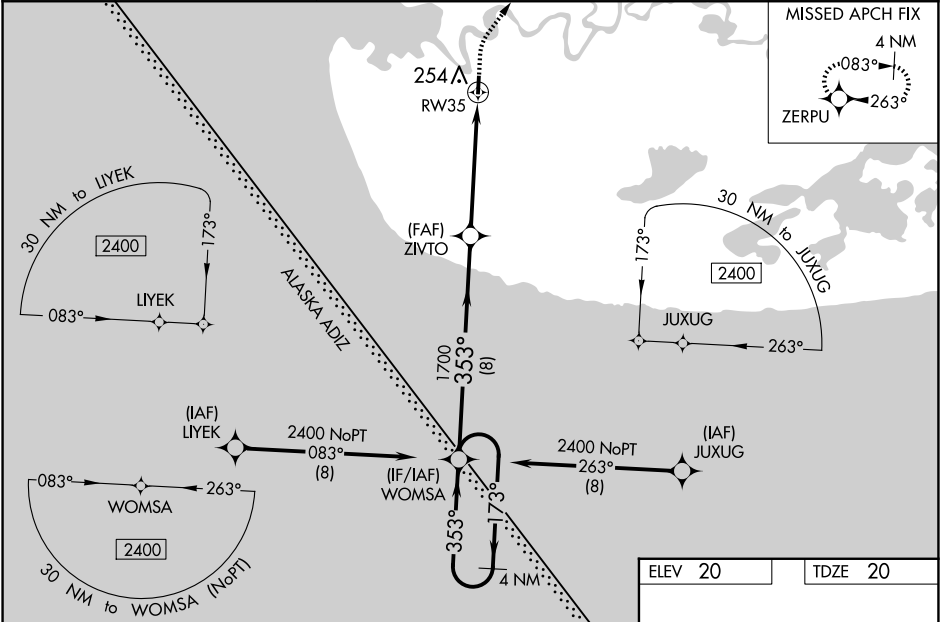 MISSED APCH FIX
4 NM
083°
263°
ZERPU
254
RW35
30 NM to LIYEK
2400
173°
LIYEK
083°
(FAF)
ZIVTO
ALASKA ADIZ
30 NM to JUXUG
173°
2400
JUXUG
263°
1700
353°
(8)
(IAF)
LIYEK
2400 NoPT
083°
(8)
(IF/IAF)
WOMSA
2400 NoPT
263°
(8)
(IAF)
JUXUG
083°
263°
WOMSA
2400
30 NM to WOMSA (NoPT)
353°
173°
4 NM
ELEV 20
TDZE 20